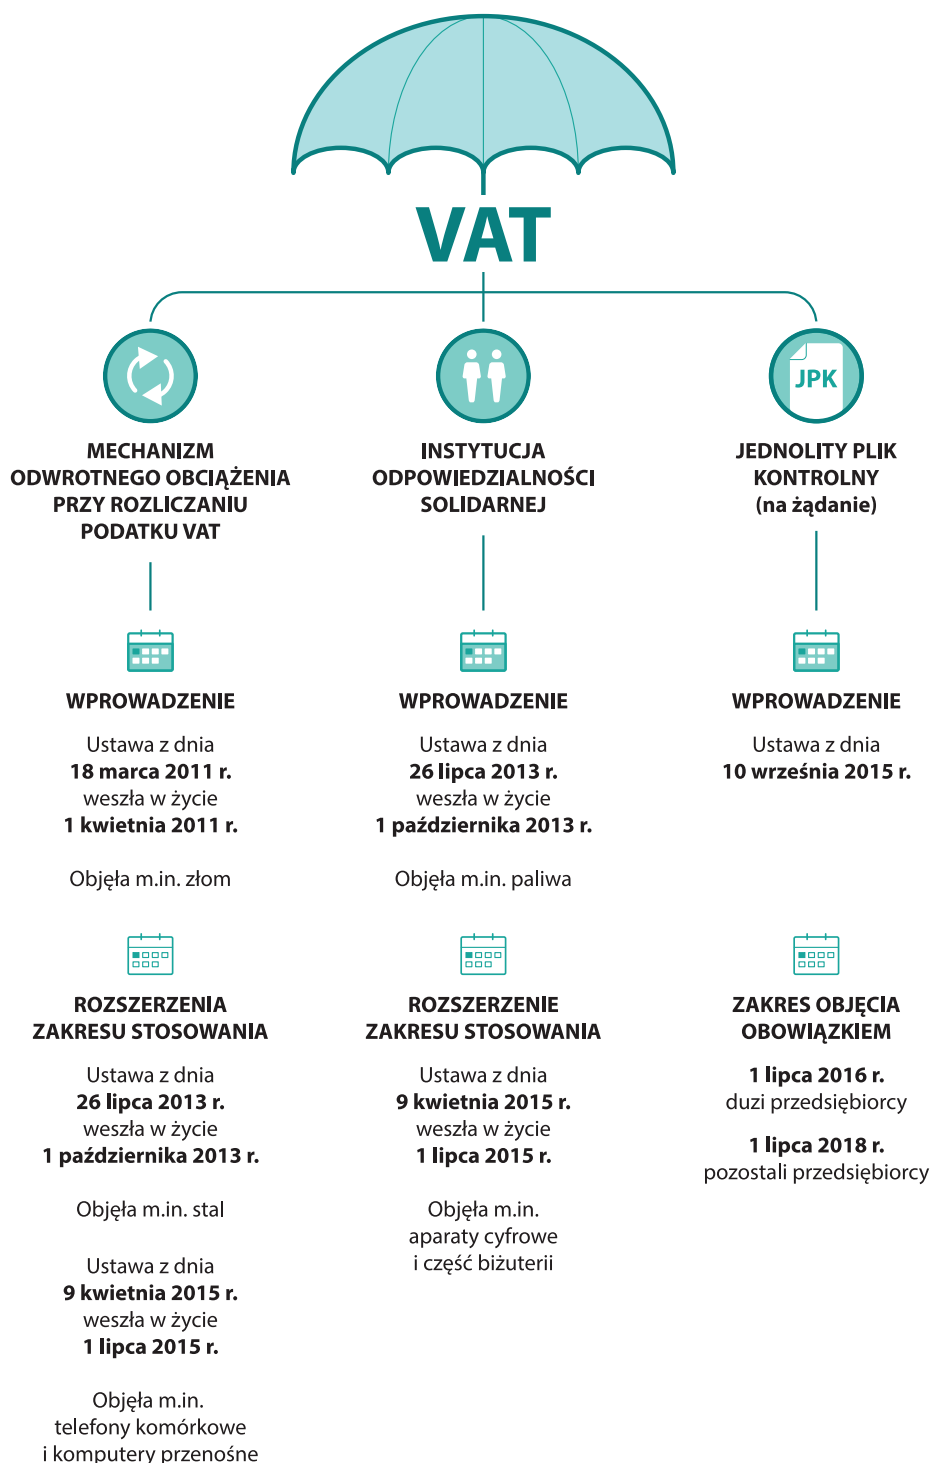 VAT
MECHANIZM
ODWROTNEGO OBCIĄŻENIA
PRZY ROZLICZANIU
PODATKU VAT
WPROWADZENIE
Ustawa z dnia
18 marca 2011 r.
weszła w życie
1 kwietnia 2011 r.
Objęła m.in. złom
ROZSZERZENIA
ZAKRESU STOSOWANIA
Ustawa z dnia
26 lipca 2013 r.
weszła w życie
1 października 2013 r.
Objęła m.in. stal
Ustawa z dnia
9 kwietnia 2015 r.
weszła w życie
1 lipca 2015 r.
Objęła m.in.
telefony komórkowe
i komputery przenośne
INSTYTUCJA
ODPOWIEDZIALNOŚCI
SOLIDARNEJ
WPROWADZENIE
Ustawa z dnia
26 lipca 2013 r.
weszła w życie
1 października 2013 r.
Objęła m.in. paliwa
ROZSZERZENIE
ZAKRESU STOSOWANIA
Ustawa z dnia
9 kwietnia 2015 r.
weszła w życie
1 lipca 2015 r.
Objęła m.in.
aparaty cyfrowe
i część biżuterii
JPK
JEDNOLITY PLIK
KONTROLNY
(na żądanie)
WPROWADZENIE
Ustawa z dnia
10 września 2015 r.
ZAKRES OBJĘCIA
OBOWIĄZKIEM
1 lipca 2016 r.
duzi przedsiębiorcy
1 lipca 2018 r.
pozostali przedsiębiorcy